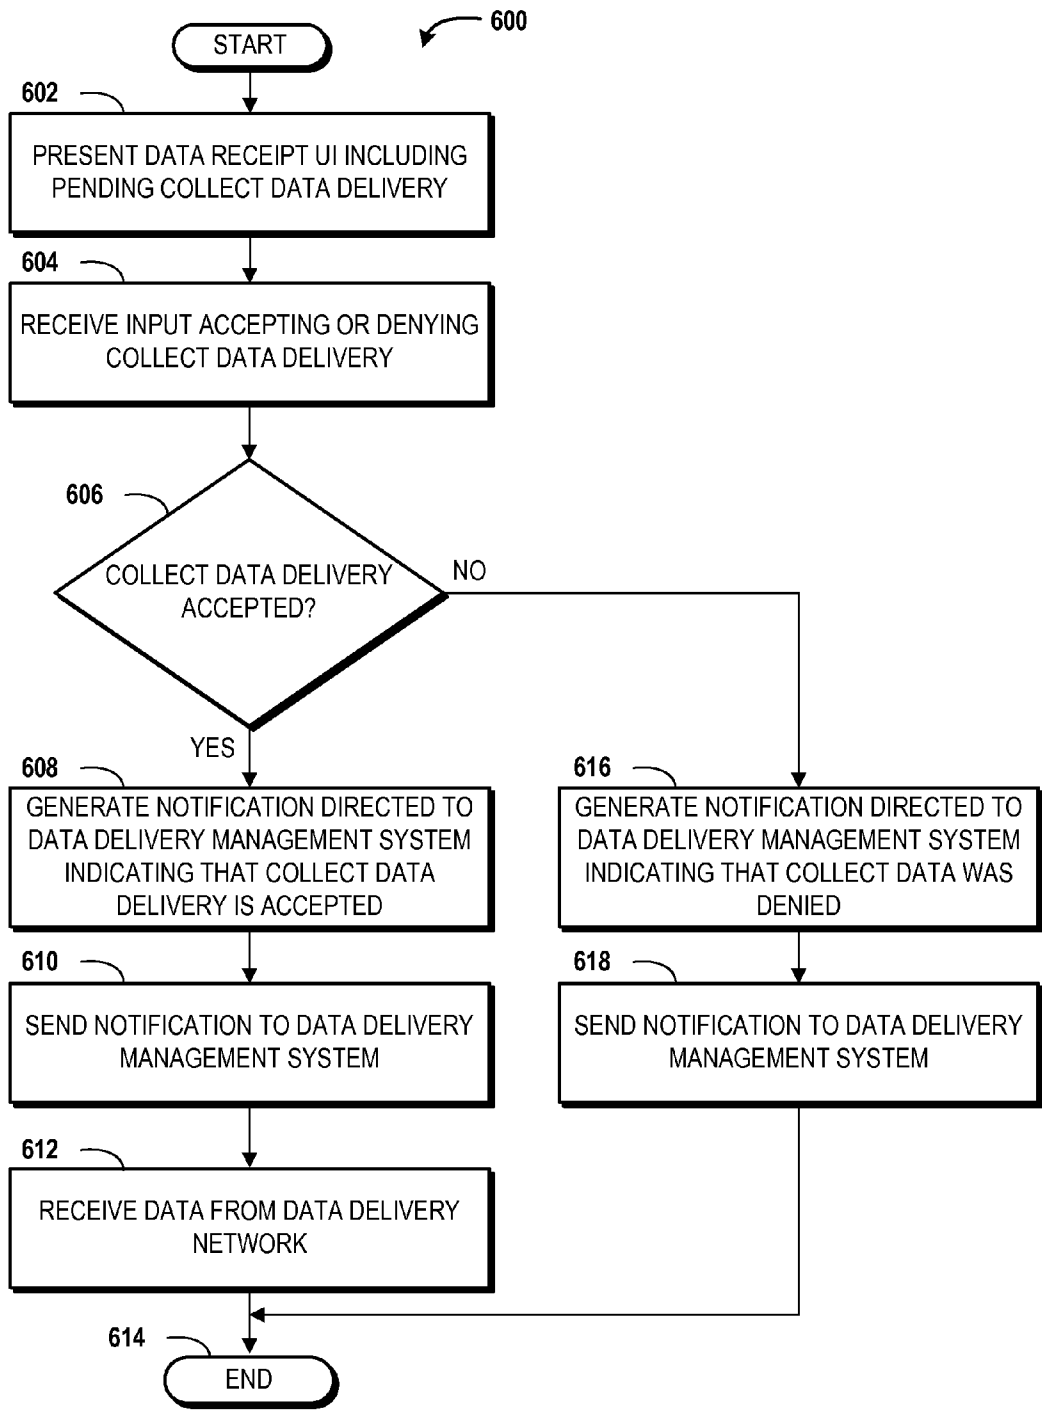 600
START
602
PRESENT DATA RECEIPT UI INCLUDING
PENDING COLLECT DATA DELIVERY
604
RECEIVE INPUT ACCEPTING OR DENYING
COLLECT DATA DELIVERY
606
COLLECT DATA DELIVERY
ACCEPTED?
NO
YES
608
GENERATE NOTIFICATION DIRECTED TO
DATA DELIVERY MANAGEMENT SYSTEM
INDICATING THAT COLLECT DATA
DELIVERY IS ACCEPTED
610
SEND NOTIFICATION TO DATA DELIVERY
MANAGEMENT SYSTEM
612
RECEIVE DATA FROM DATA DELIVERY
NETWORK
616
GENERATE NOTIFICATION DIRECTED TO
DATA DELIVERY MANAGEMENT SYSTEM
INDICATING THAT COLLECT DATA WAS
DENIED
618
SEND NOTIFICATION TO DATA DELIVERY
MANAGEMENT SYSTEM
614
END